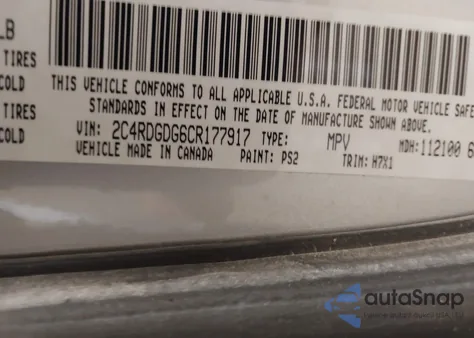 LB
TIRES
COLD
TIRES
COLD
THIS VEHICLE CONFORMS TO ALL APPLICABLE U.S.A. FEDERAL MOTOR VEHICLE SAFE
STANDARDS IN EFFECT ON THE DATE OF MANUFACTURE SHOWN ABOVE.
VIN: 2C4RDGDG6CR177917 TYPE: MPV MDH: 112100 6
VEHICLE MADE IN CANADA PAINT: PS2 TRIM: H7X1
autaSnap